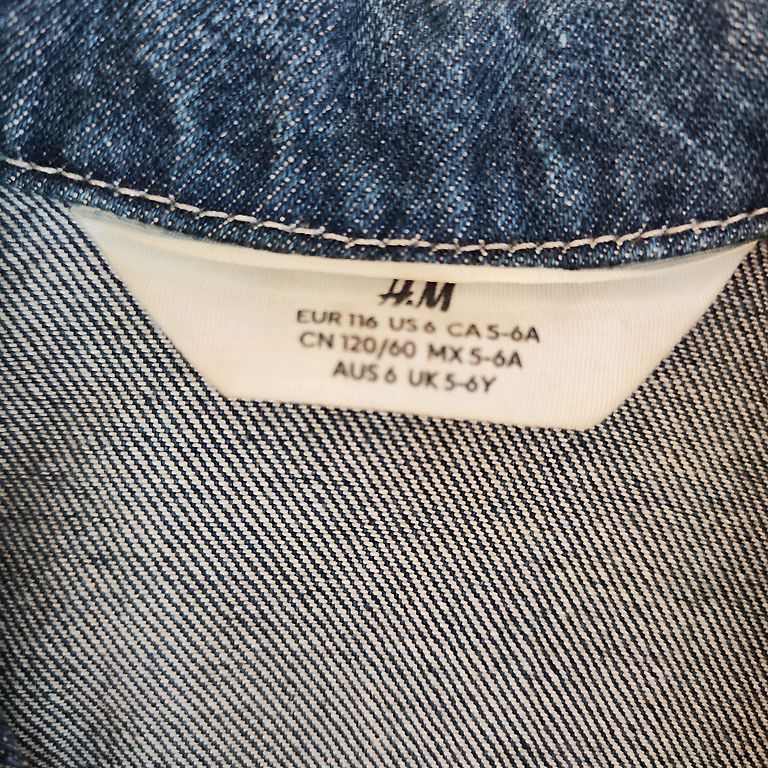 H.M
EUR 116 US 6 CA 5-6A
CN 120/60 MX 5-6A
AUS 6 UK 5-6Y